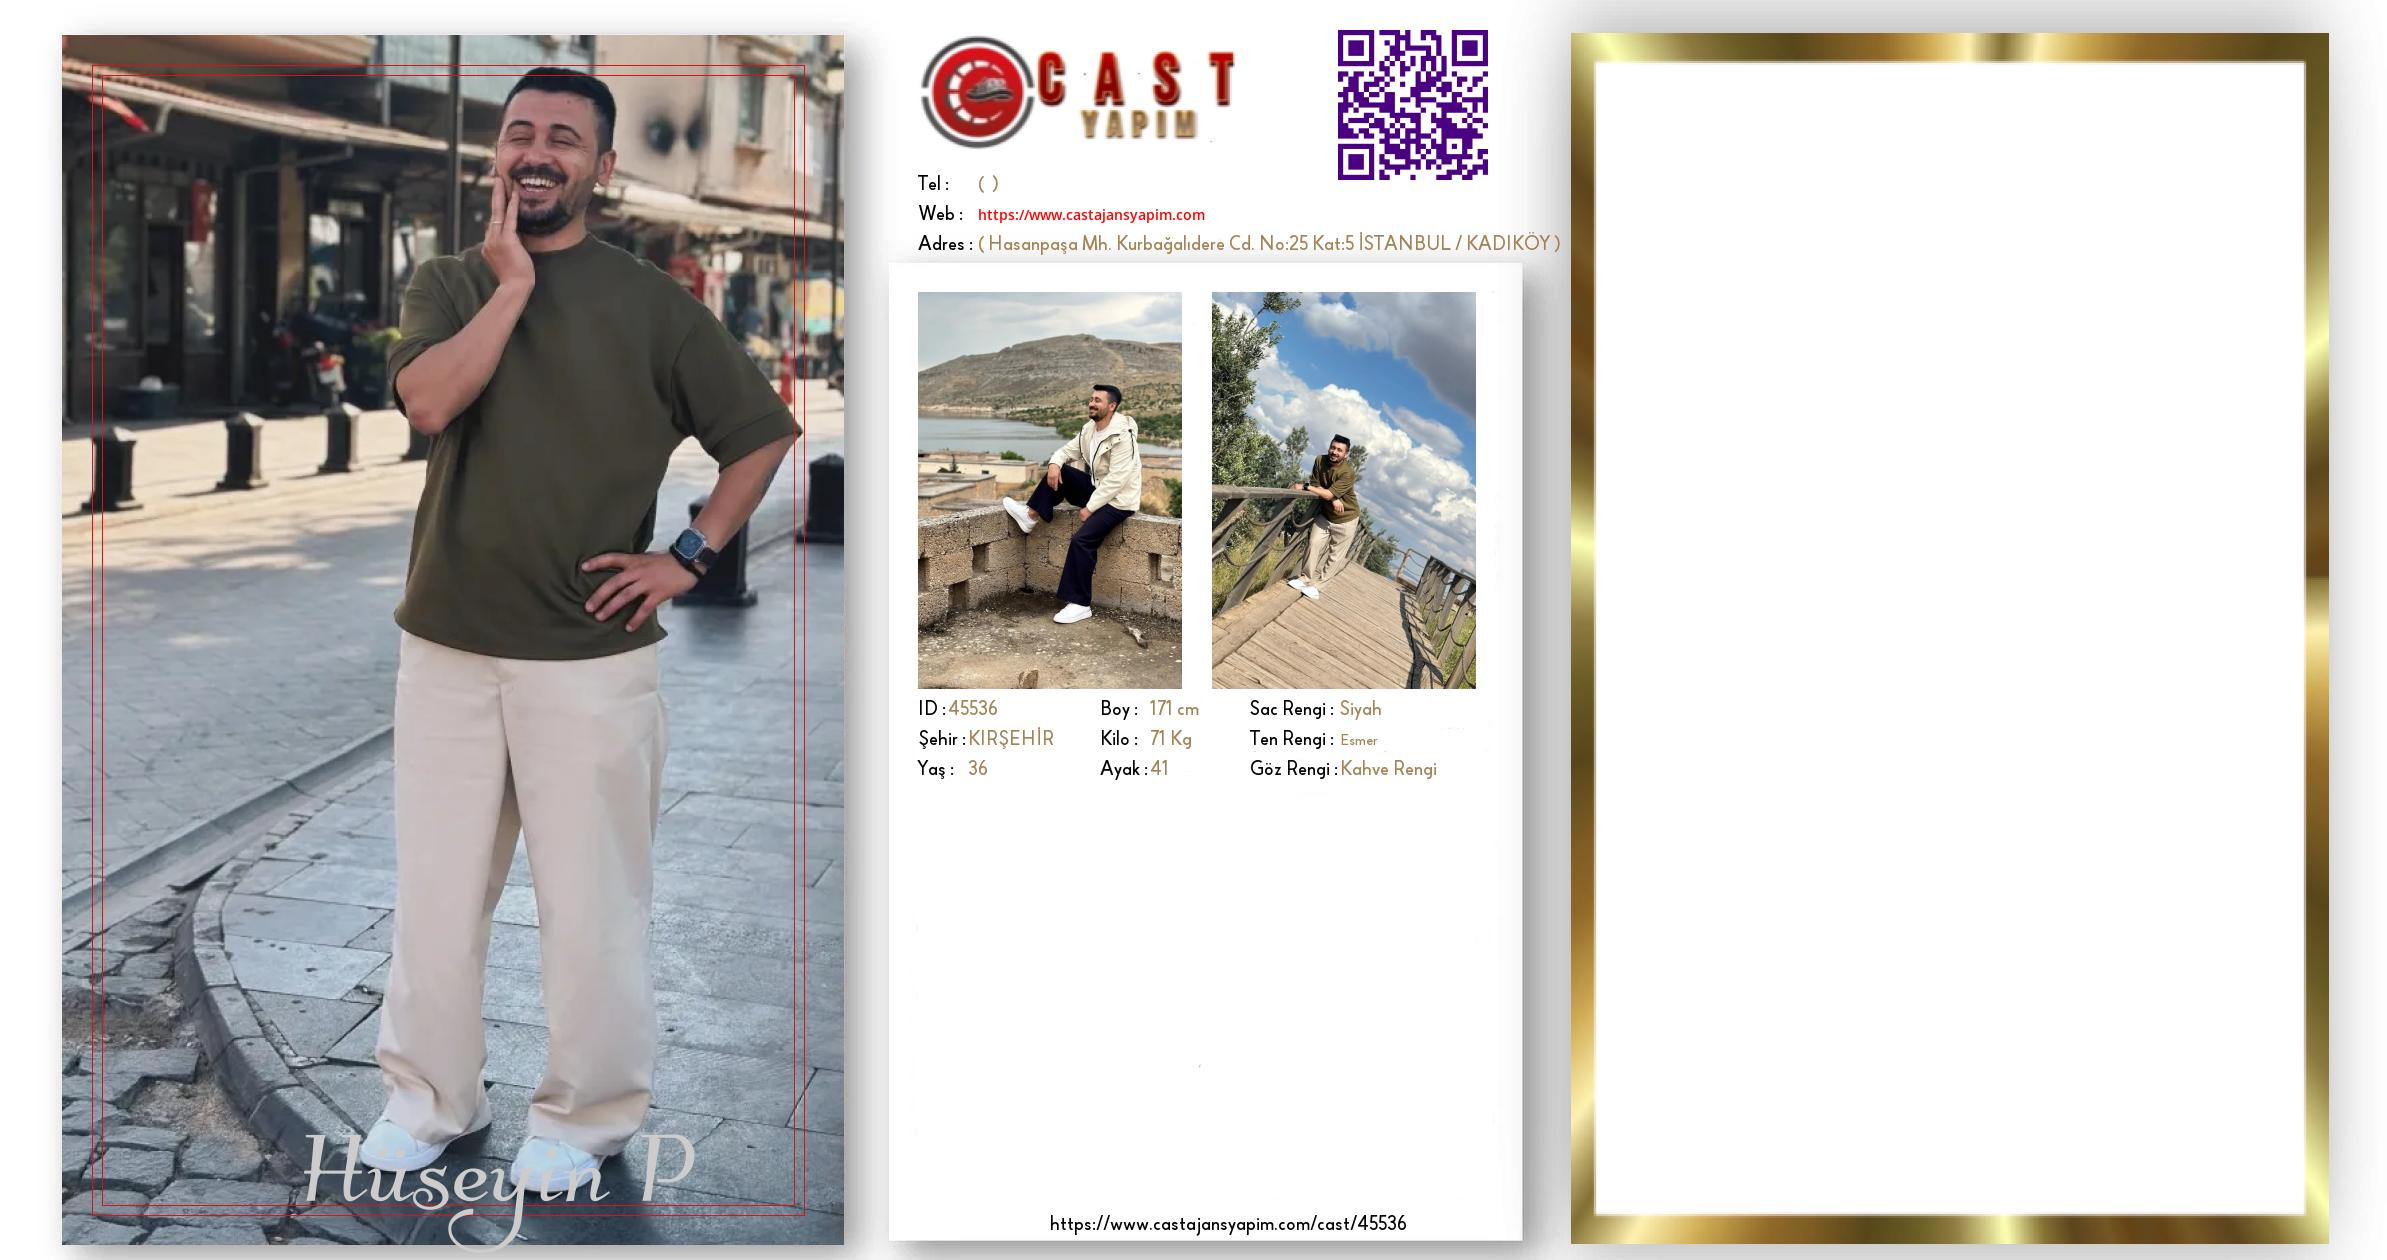 Hüseyin P
CAST
YAPIM
Tel : ( )
Web : https://www.castajansyapim.com
Adres : ( Hasanpaşa Mh. Kurbağalıdere Cd. No:25 Kat:5 İSTANBUL / KADIKÖY )
ID : 45536 Boy : 171 cm Sac Rengi : Siyah
Şehir : KIRŞEHİR Kilo : 71 Kg Ten Rengi : Esmer
Yaş : 36 Ayak : 41 Göz Rengi : Kahve Rengi
https://www.castajansyapim.com/cast/45536